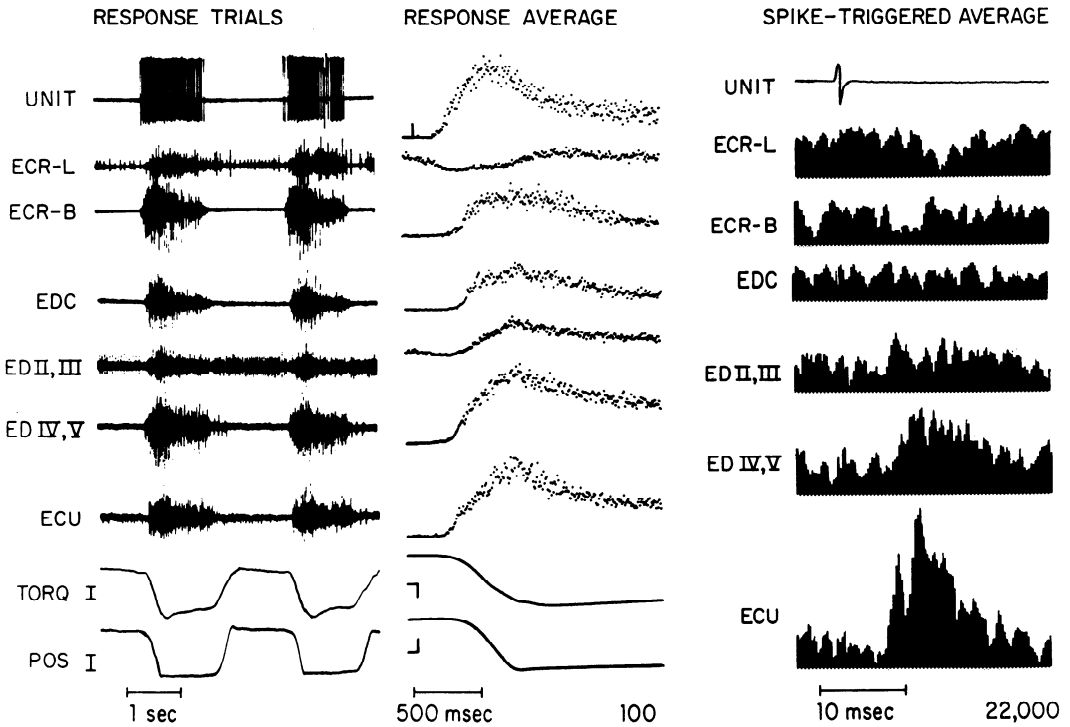 RESPONSE TRIALS
RESPONSE AVERAGE
SPIKE-TRIGGERED AVERAGE
UNIT
ECR-L
ECR-B
EDC
ED II, III
ED IV, V
ECU
TORQ I
POS I
1 sec
500 msec
100
UNIT
ECR-L
ECR-B
EDC
ED II, III
ED IV, V
ECU
10 msec
22,000